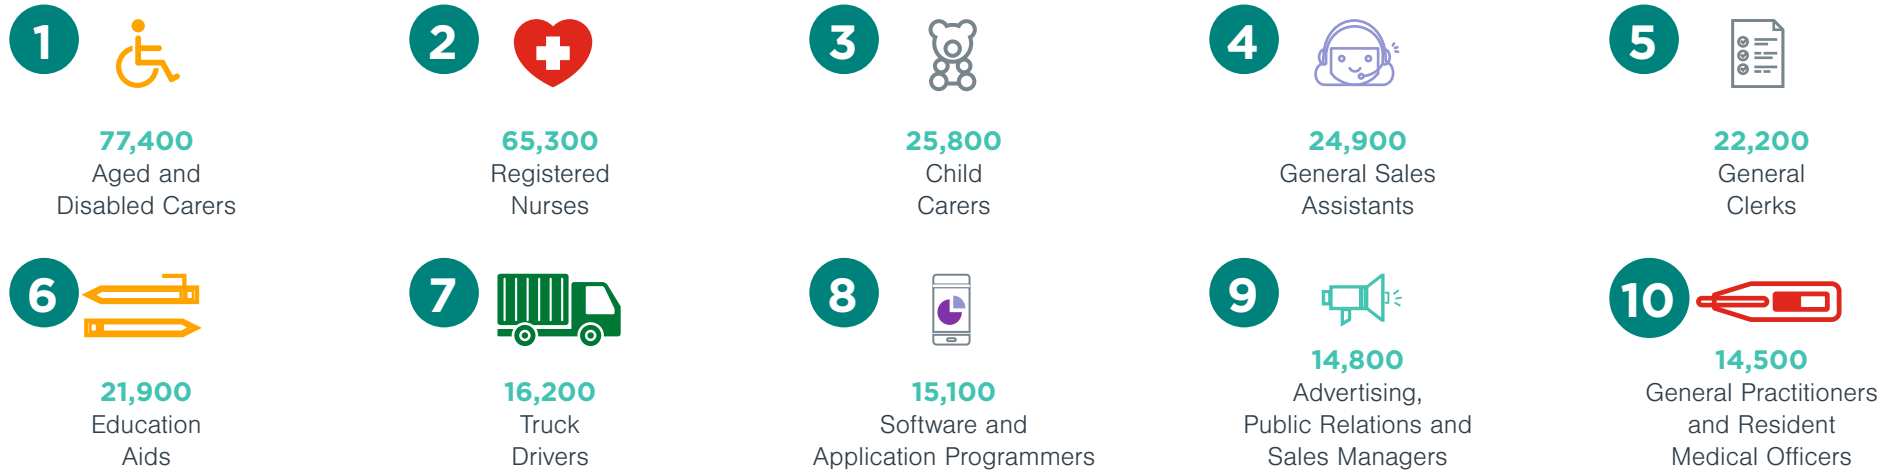 1
77,400
Aged and
Disabled Carers
2
65,300
Registered
Nurses
3
25,800
Child
Carers
4
24,900
General Sales
Assistants
5
22,200
General
Clerks
6
21,900
Education
Aids
7
16,200
Truck
Drivers
8
15,100
Software and
Application Programmers
9
14,800
Advertising,
Public Relations and
Sales Managers
10
14,500
General Practitioners
and Resident
Medical Officers